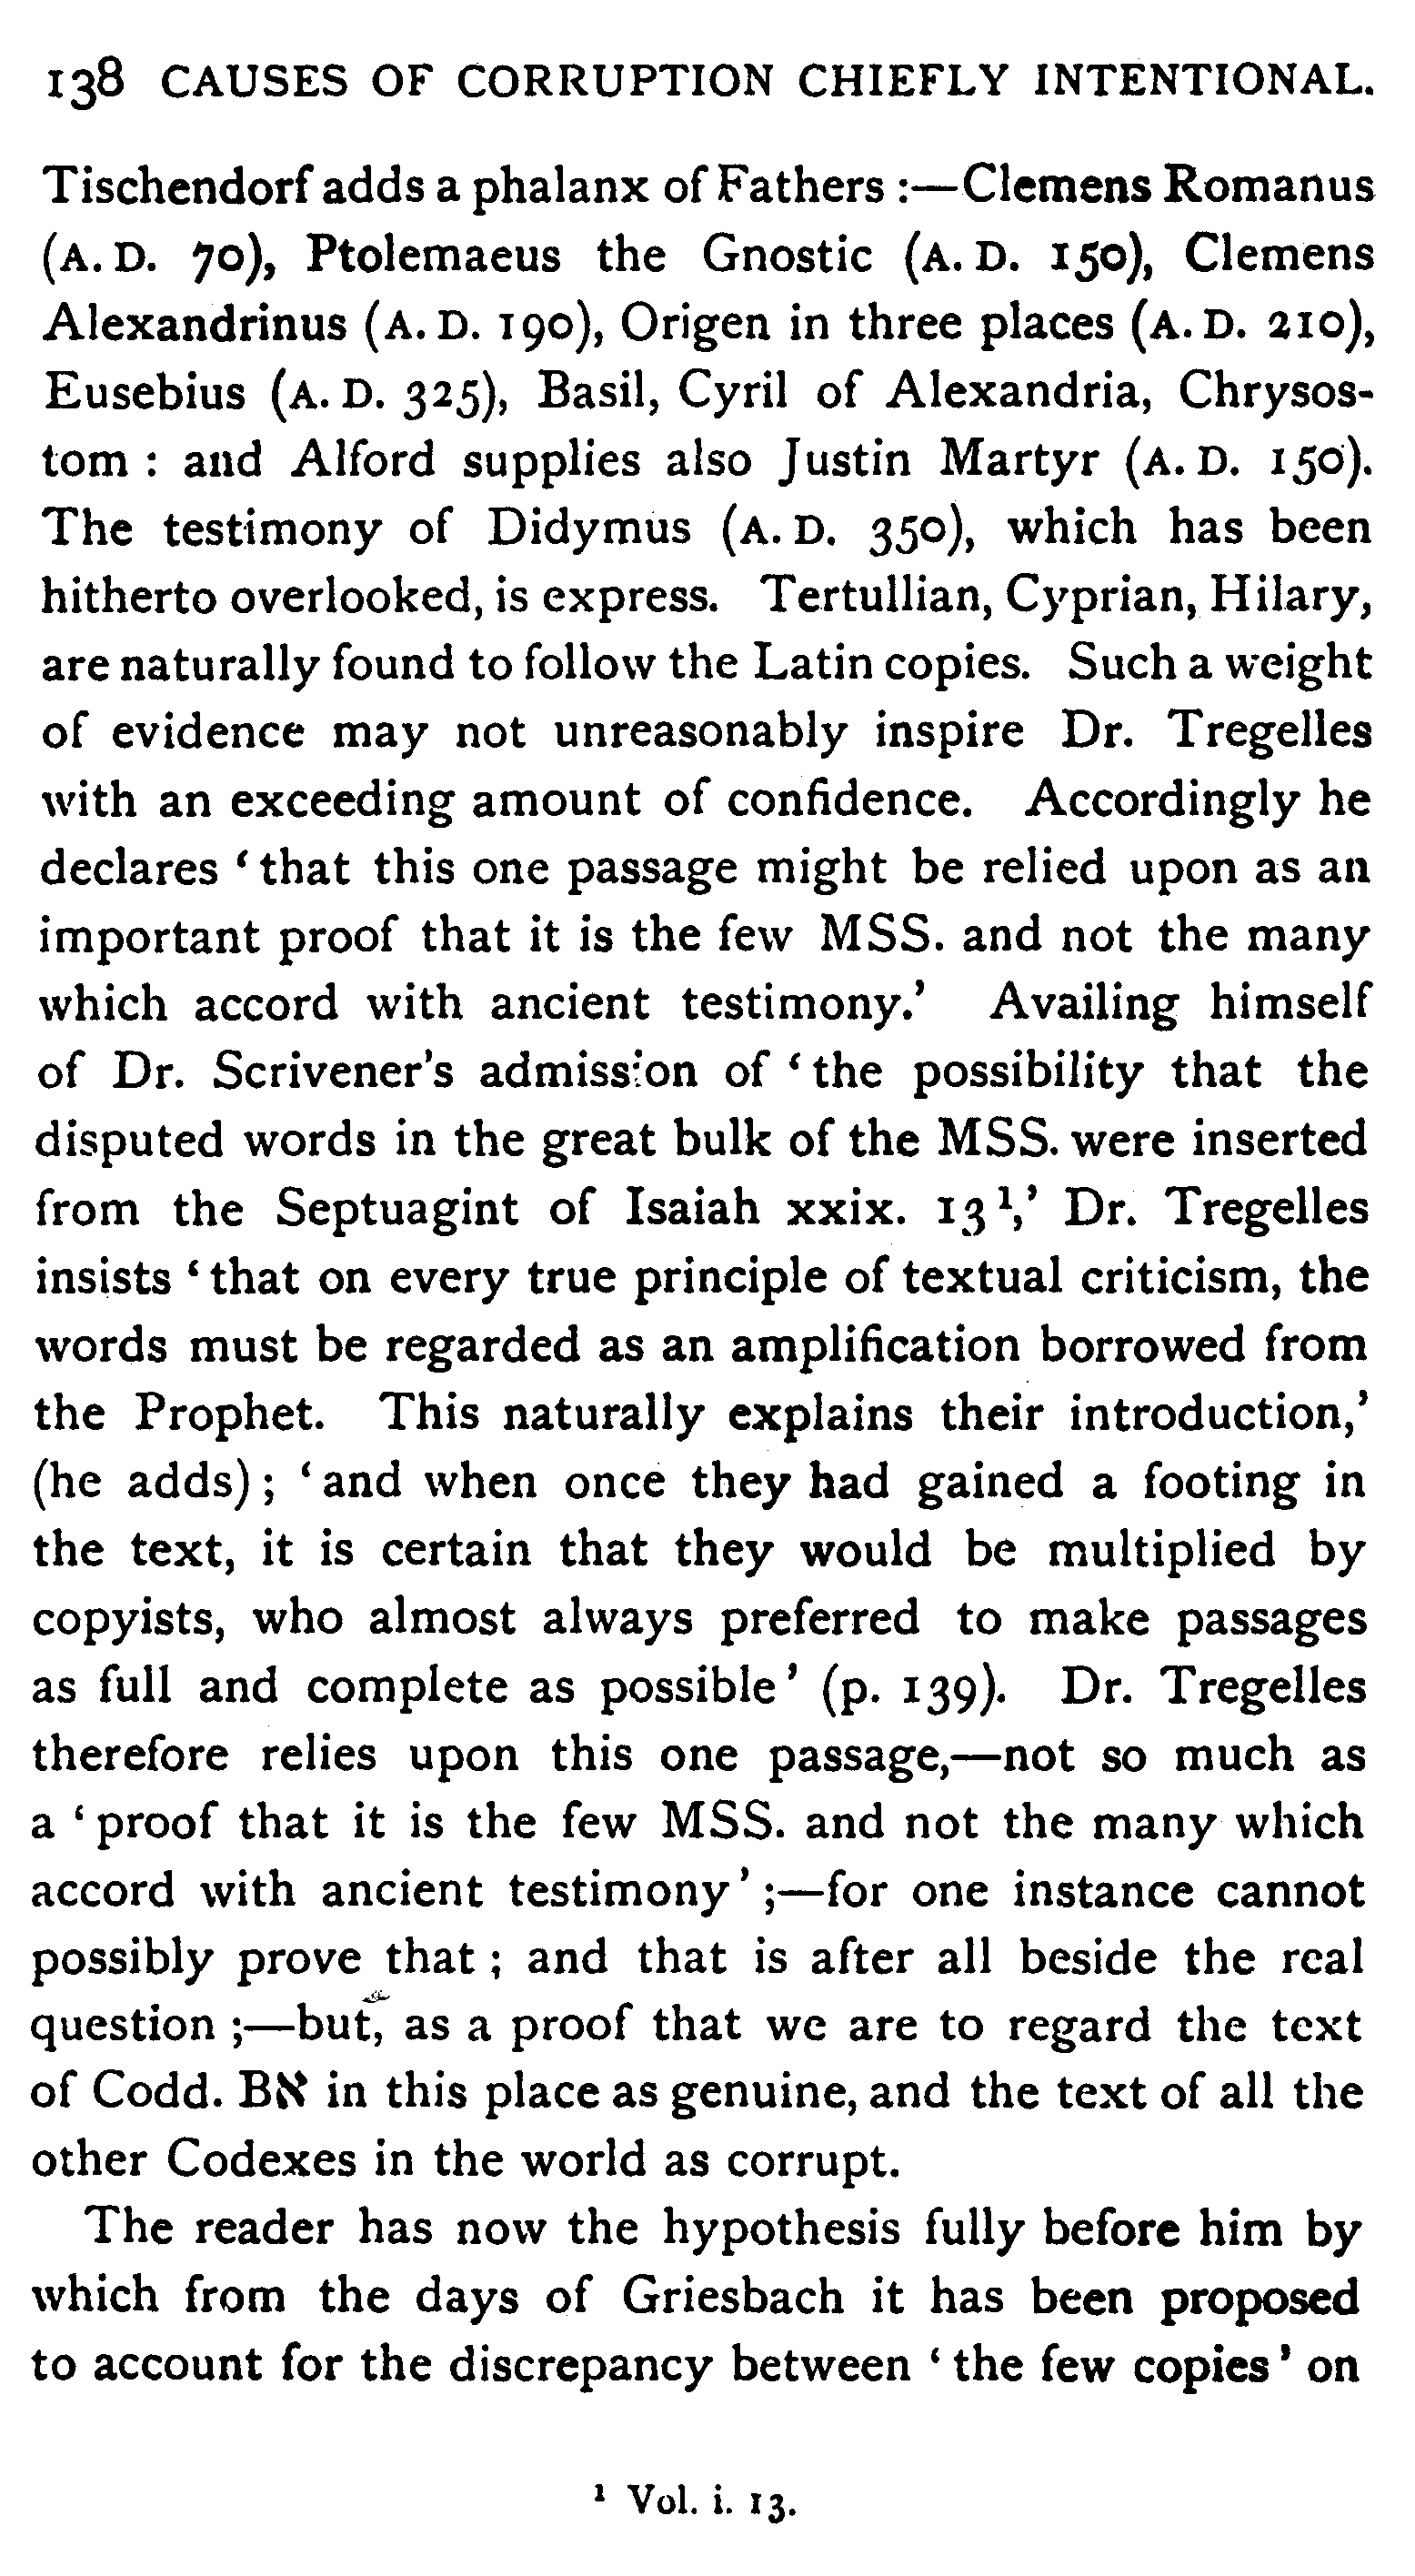 138 CAUSES OF CORRUPTION CHIEFLY INTENTIONAL.
Tischendorf adds a phalanx of Fathers :—Clemens Romanus
(A. D. 70), Ptolemaeus the Gnostic (A. D. 150), Clemens
Alexandrinus (A. D. 190), Origen in three places (A. D. 210),
Eusebius (A. D. 325), Basil, Cyril of Alexandria, Chrysos-
tom : and Alford supplies also Justin Martyr (A. D. 150).
The testimony of Didymus (A. D. 350), which has been
hitherto overlooked, is express. Tertullian, Cyprian, Hilary,
are naturally found to follow the Latin copies. Such a weight
of evidence may not unreasonably inspire Dr. Tregelles
with an exceeding amount of confidence. Accordingly he
declares ‘ that this one passage might be relied upon as an
important proof that it is the few MSS. and not the many
which accord with ancient testimony.’ Availing himself
of Dr. Scrivener’s admission of ‘ the possibility that the
disputed words in the great bulk of the MSS. were inserted
from the Septuagint of Isaiah xxix. 13 ¹,’ Dr. Tregelles
insists ‘ that on every true principle of textual criticism, the
words must be regarded as an amplification borrowed from
the Prophet. This naturally explains their introduction,’
(he adds) ; ‘ and when once they had gained a footing in
the text, it is certain that they would be multiplied by
copyists, who almost always preferred to make passages
as full and complete as possible ’ (p. 139). Dr. Tregelles
therefore relies upon this one passage,—not so much as
a ‘ proof that it is the few MSS. and not the many which
accord with ancient testimony ’ ;—for one instance cannot
possibly prove that ; and that is after all beside the real
question ;—but, as a proof that we are to regard the text
of Codd. Bא in this place as genuine, and the text of all the
other Codexes in the world as corrupt.
The reader has now the hypothesis fully before him by
which from the days of Griesbach it has been proposed
to account for the discrepancy between ‘ the few copies ’ on
¹ Vol. i. 13.